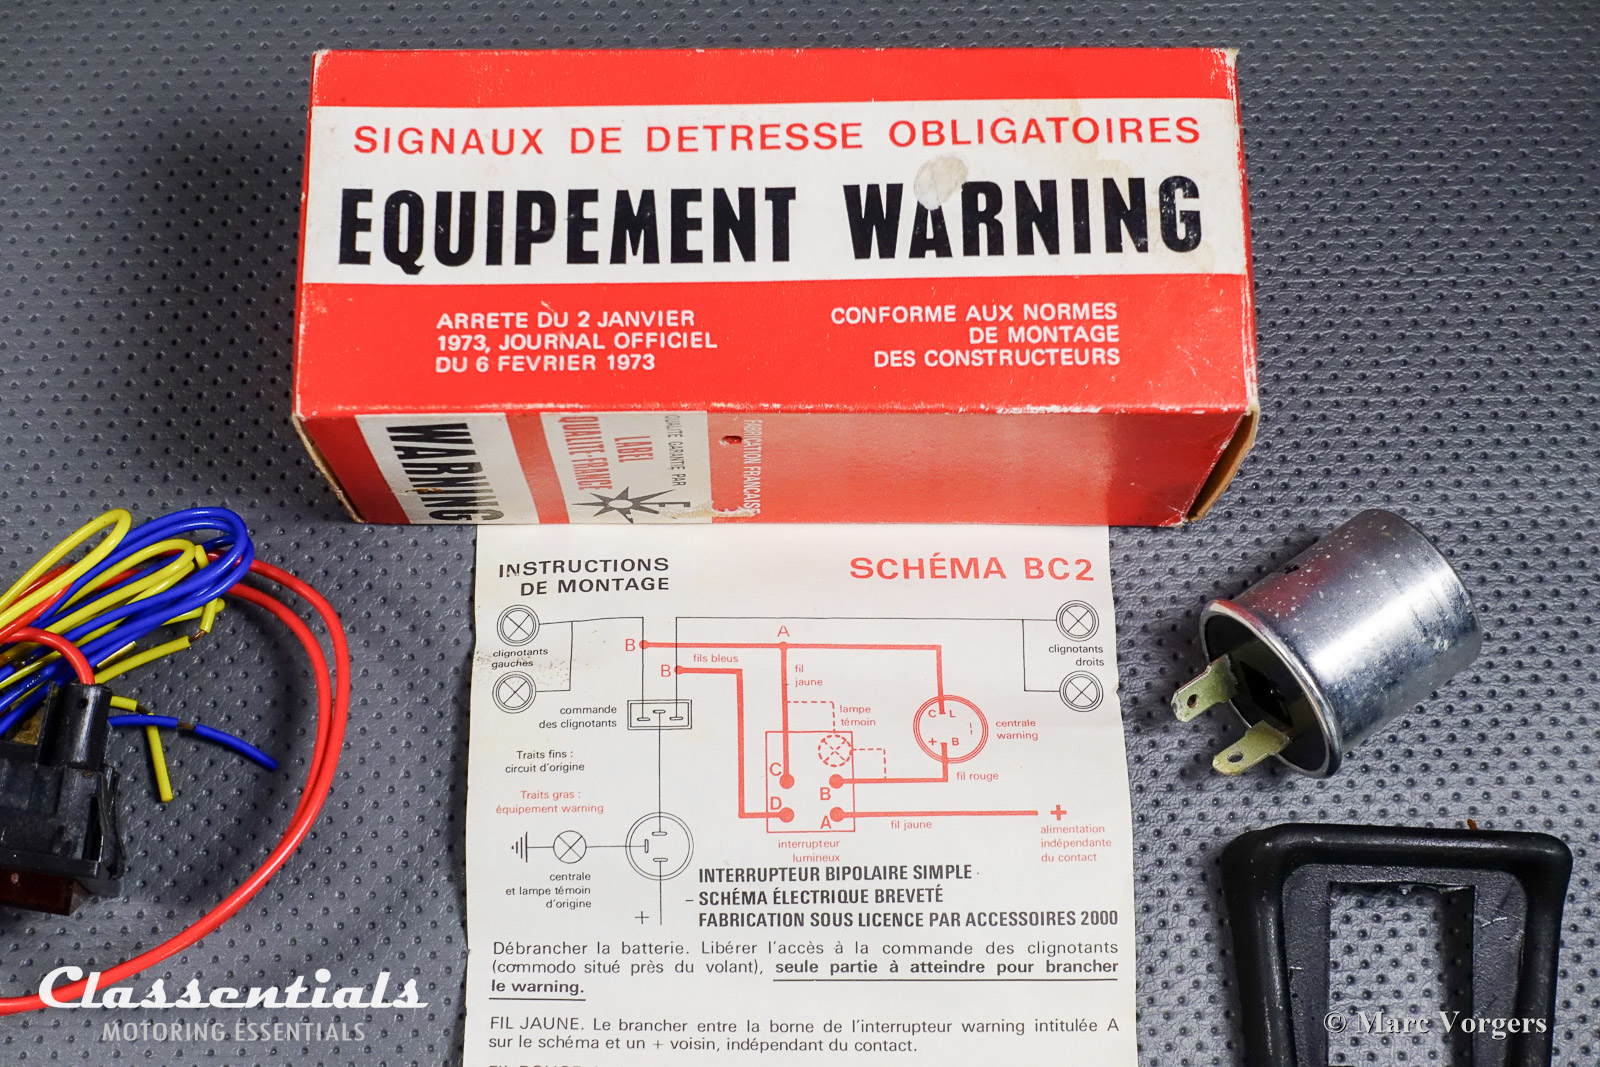 SIGNAUX DE DETRESSE OBLIGATOIRES
EQUIPEMENT WARNING
ARRETE DU 2 JANVIER
1973, JOURNAL OFFICIEL
DU 6 FEVRIER 1973
CONFORME AUX NORMES
DE MONTAGE
DES CONSTRUCTEURS
WARNING
LABEL
QUALITE-FRANCE
QUALITE GARANTIE PAR
FABRICATION FRANCAISE
INSTRUCTIONS
DE MONTAGE
SCHÉMA BC2
clignotants
gauches
B
B
fils bleus
A
fil
jaune
clignotants
droits
commande
des clignotants
lampe
témoin
C L
+ B
centrale
warning
Traits fins :
circuit d'origine
Traits gras :
équipement warning
C
B
D
A
fil rouge
fil jaune
+
alimentation
indépendante
du contact
interrupteur
lumineux
centrale
et lampe témoin
d'origine
+
INTERRUPTEUR BIPOLAIRE SIMPLE
– SCHÉMA ÉLECTRIQUE BREVETÉ
FABRICATION SOUS LICENCE PAR ACCESSOIRES 2000
Débrancher la batterie. Libérer l'accès à la commande des clignotants
(commodo situé près du volant), seule partie à atteindre pour brancher
le warning.
FIL JAUNE. Le brancher entre la borne de l'interrupteur warning intitulée A
sur le schéma et un + voisin, indépendant du contact.
Classentials
MOTORING ESSENTIALS
© Marc Vorgers